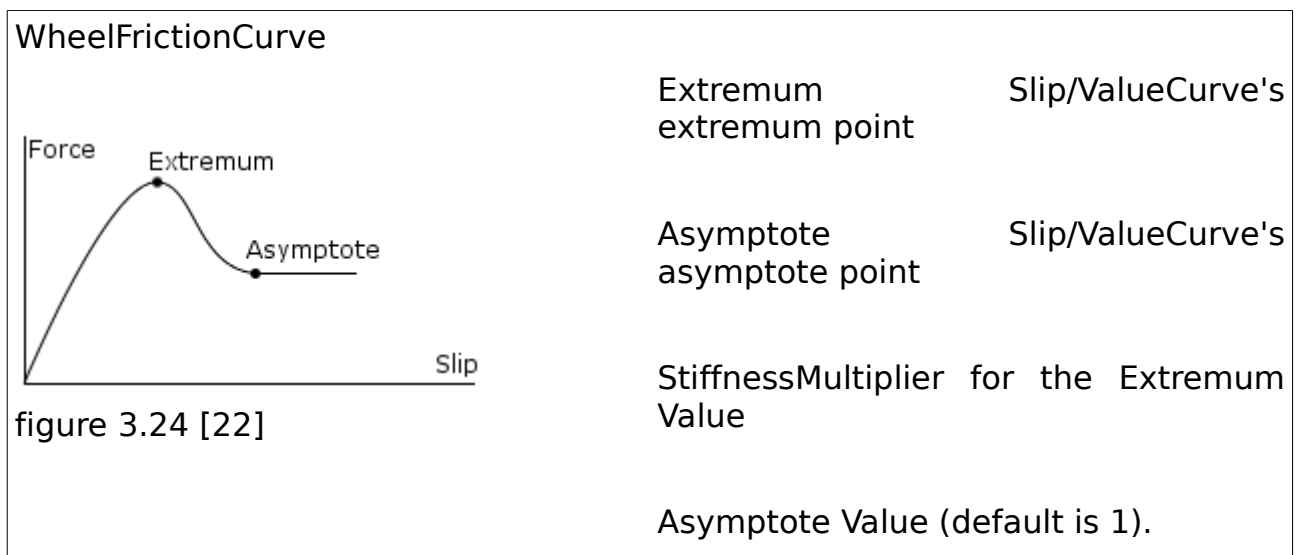 WheelFrictionCurve
Force
Extremum
Asymptote
Slip
figure 3.24 [22]
Extremum Slip/ValueCurve's
extremum point
Asymptote Slip/ValueCurve's
asymptote point
StiffnessMultiplier for the Extremum
Value
Asymptote Value (default is 1).